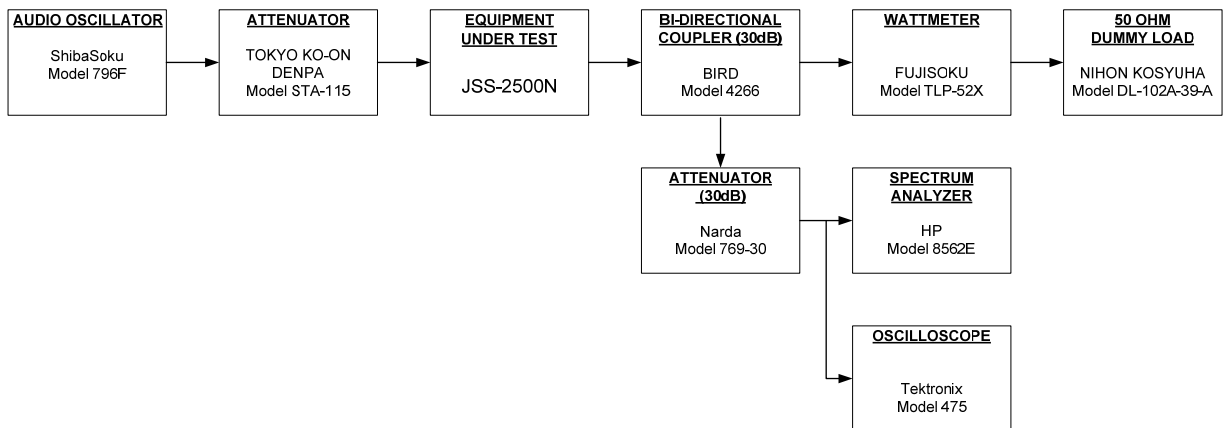 AUDIO OSCILLATOR
ShibaSoku
Model 796F
ATTENUATOR
TOKYO KO-ON
DENPA
Model STA-115
EQUIPMENT
UNDER TEST
JSS-2500N
BI-DIRECTIONAL
COUPLER (30dB)
BIRD
Model 4266
WATTMETER
FUJISOKU
Model TLP-52X
50 OHM
DUMMY LOAD
NIHON KOSYUHA
Model DL-102A-39-A
ATTENUATOR
(30dB)
Narda
Model 769-30
SPECTRUM
ANALYZER
HP
Model 8562E
OSCILLOSCOPE
Tektronix
Model 475